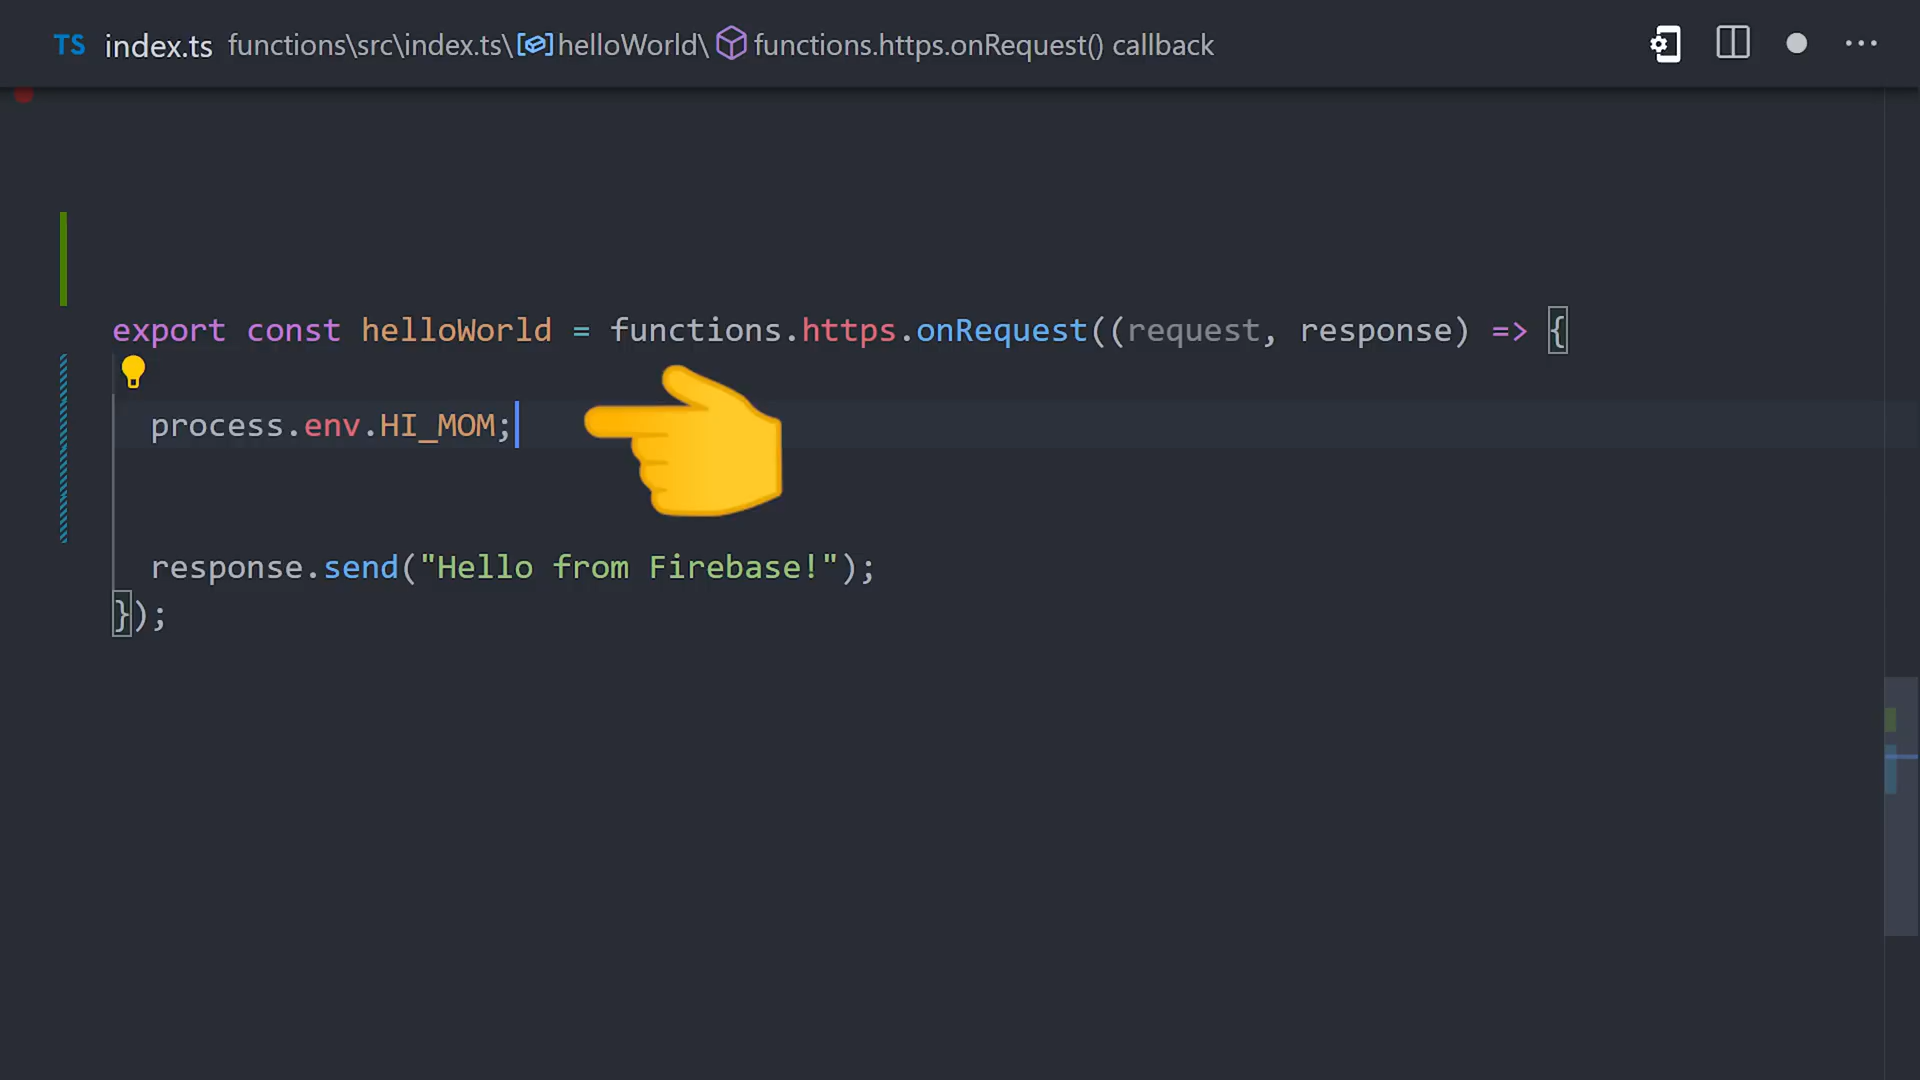 TS index.ts functions\src\index.ts\helloWorld\functions.https.onRequest() callback
export const helloWorld = functions.https.onRequest((request, response) => {
process.env.HI_MOM;
response.send("Hello from Firebase!");
});